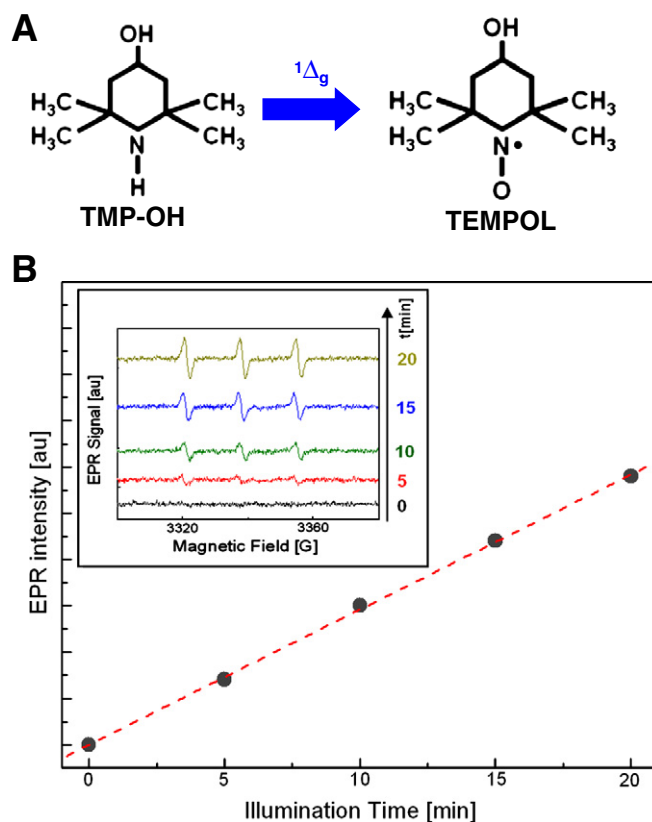 A
OH
H₃C
CH₃
H₃C
CH₃
N
H
TMP-OH
¹Δg
OH
H₃C
CH₃
H₃C
CH₃
N•
O
TEMPOL
B
EPR intensity [au]
EPR Signal [au]
t[min]
20
15
10
5
0
3320 3360
Magnetic Field [G]
0 5 10 15 20
Illumination Time [min]